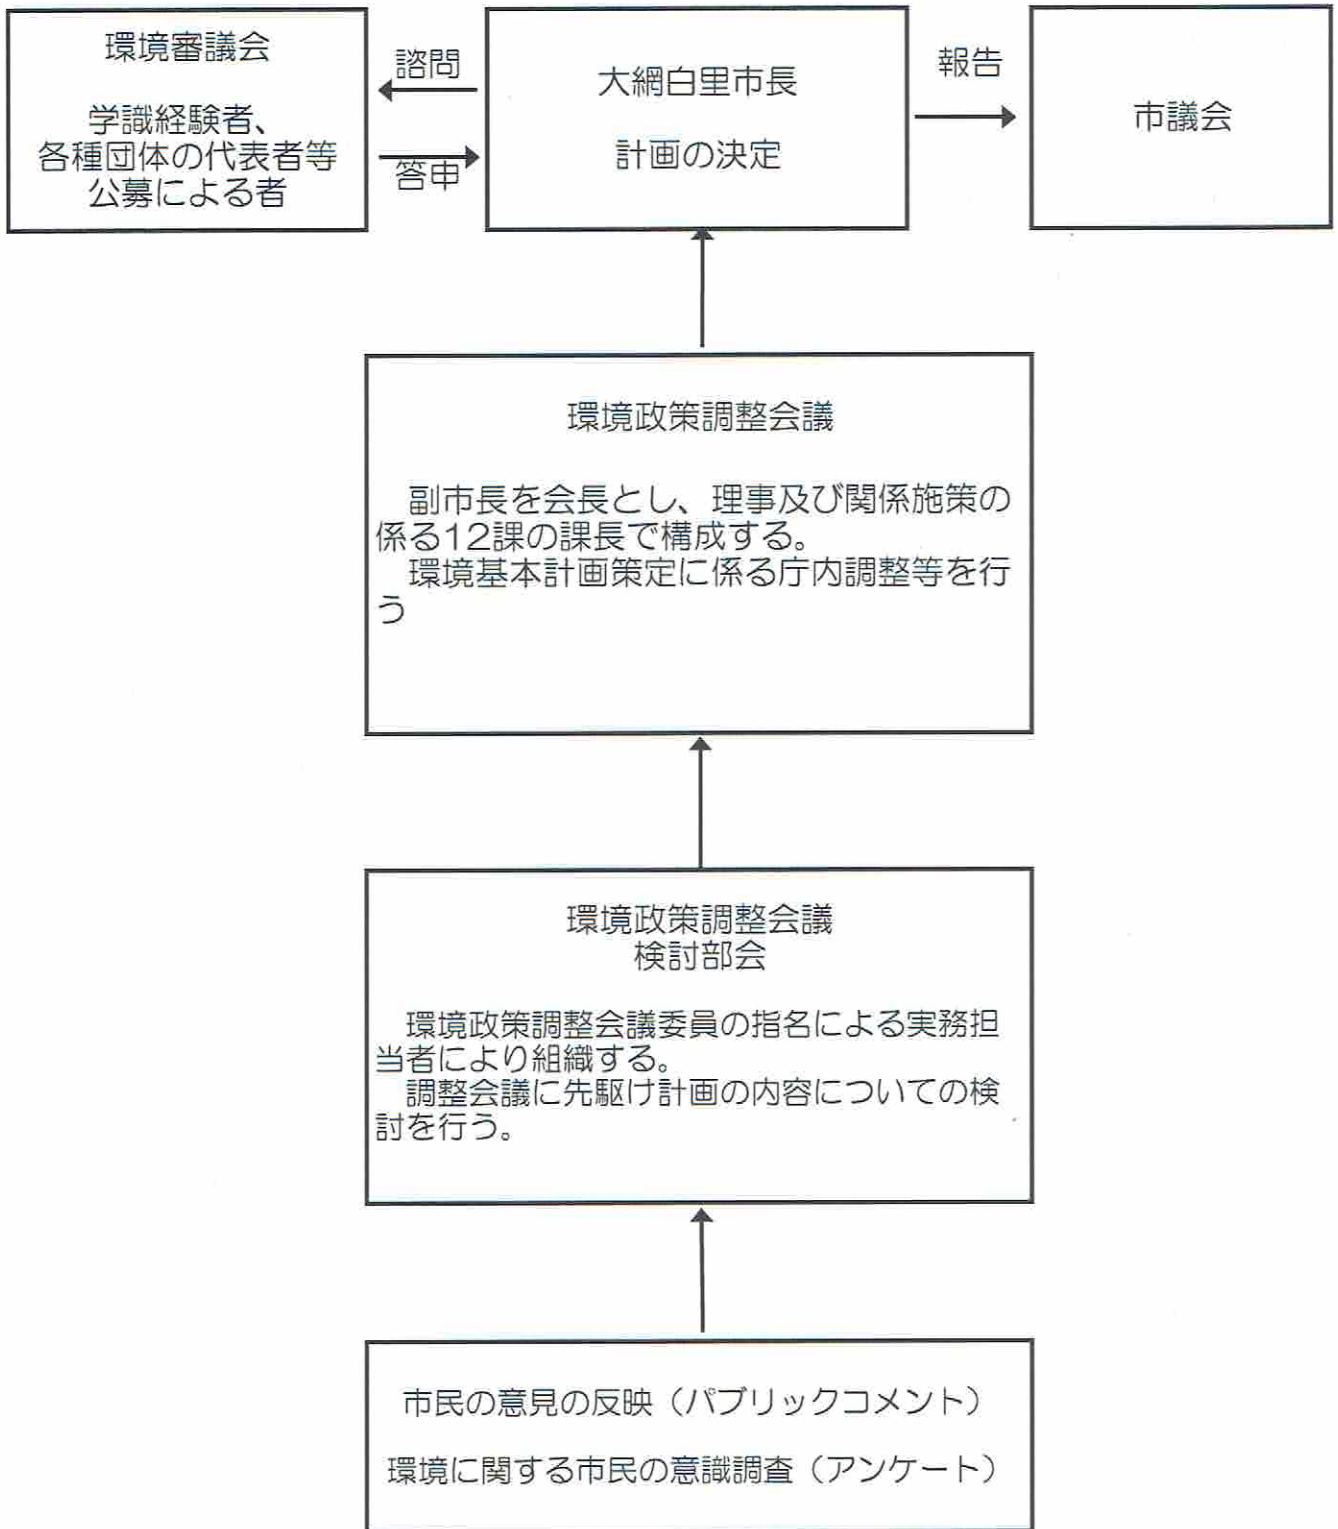 環境審議会
学識経験者、
各種団体の代表者等
公募による者
諮問
答申
大網白里市長
計画の決定
報告
市議会
環境政策調整会議
副市長を会長とし、理事及び関係施策の
係る12課の課長で構成する。
環境基本計画策定に係る庁内調整等を行
う
環境政策調整会議
検討部会
環境政策調整会議委員の指名による実務担
当者により組織する。
調整会議に先駆け計画の内容についての検
討を行う。
市民の意見の反映（パブリックコメント）
環境に関する市民の意識調査（アンケート）